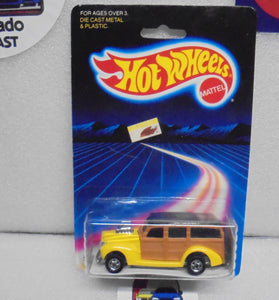 ado
AST
FOR AGES OVER 3.
DIE CAST METAL
& PLASTIC.
Hot Wheels
MATTEL